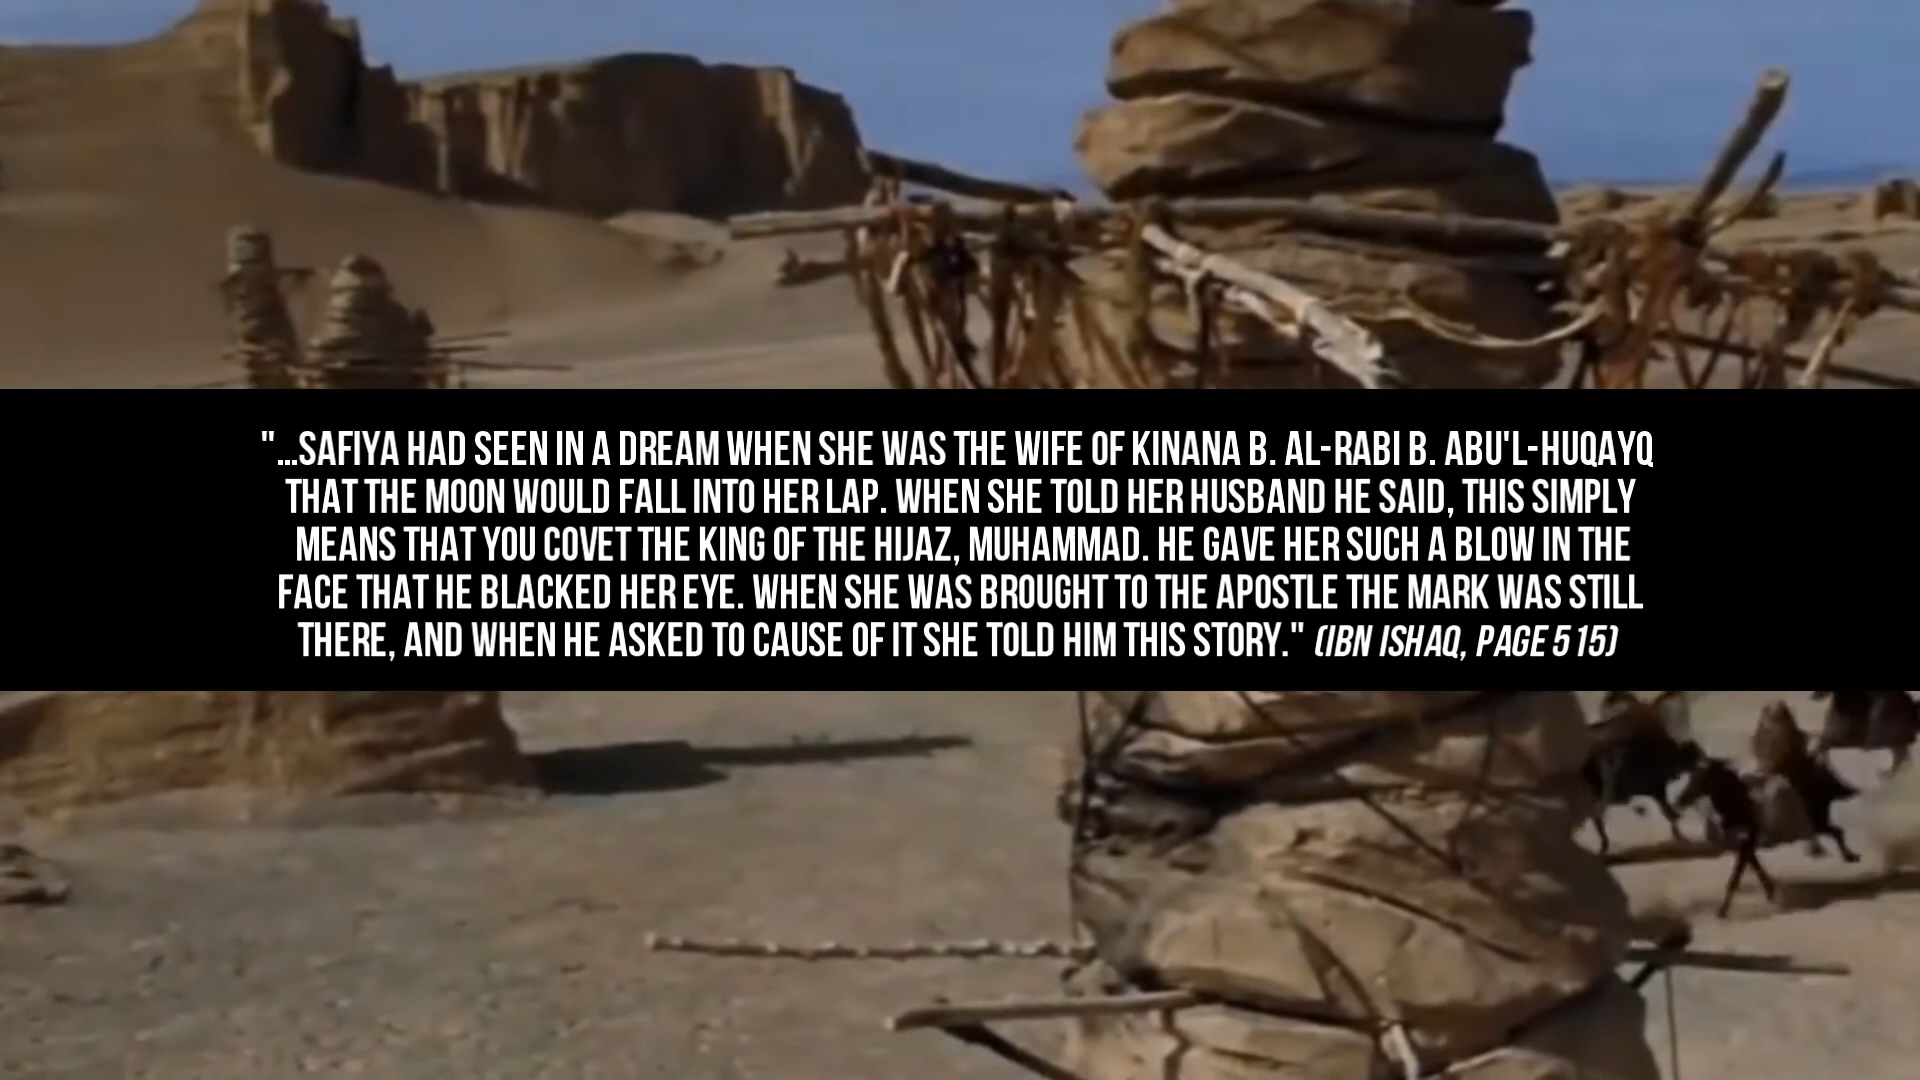 "...SAFIYA HAD SEEN IN A DREAM WHEN SHE WAS THE WIFE OF KINANA B. AL-RABI B. ABU'L-HUQAYQ
THAT THE MOON WOULD FALL INTO HER LAP. WHEN SHE TOLD HER HUSBAND HE SAID, THIS SIMPLY
MEANS THAT YOU COVET THE KING OF THE HIJAZ, MUHAMMAD. HE GAVE HER SUCH A BLOW IN THE
FACE THAT HE BLACKED HER EYE. WHEN SHE WAS BROUGHT TO THE APOSTLE THE MARK WAS STILL
THERE, AND WHEN HE ASKED TO CAUSE OF IT SHE TOLD HIM THIS STORY." (IBN ISHAQ, PAGE 515)